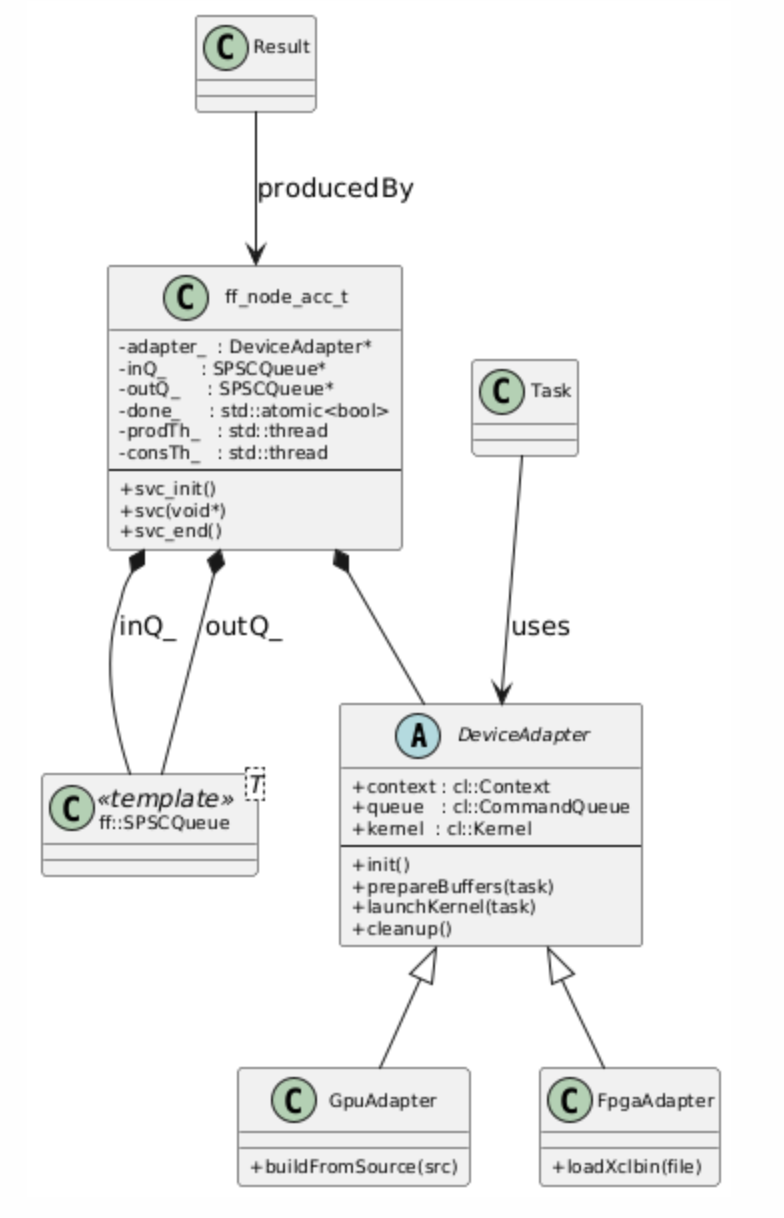 C Result
producedBy
C ff_node_acc_t
-adapter_ : DeviceAdapter*
-inQ_ : SPSCQueue*
-outQ_ : SPSCQueue*
-done_ : std::atomic<bool>
-prodTh_ : std::thread
-consTh_ : std::thread
+svc_init()
+svc(void*)
+svc_end()
C Task
inQ_ outQ_ uses
A DeviceAdapter
+context : cl::Context
+queue : cl::CommandQueue
+kernel : cl::Kernel
+init()
+prepareBuffers(task)
+launchKernel(task)
+cleanup()
T
C «template»
ff::SPSCQueue
C GpuAdapter
+buildFromSource(src)
C FpgaAdapter
+loadXclbin(file)